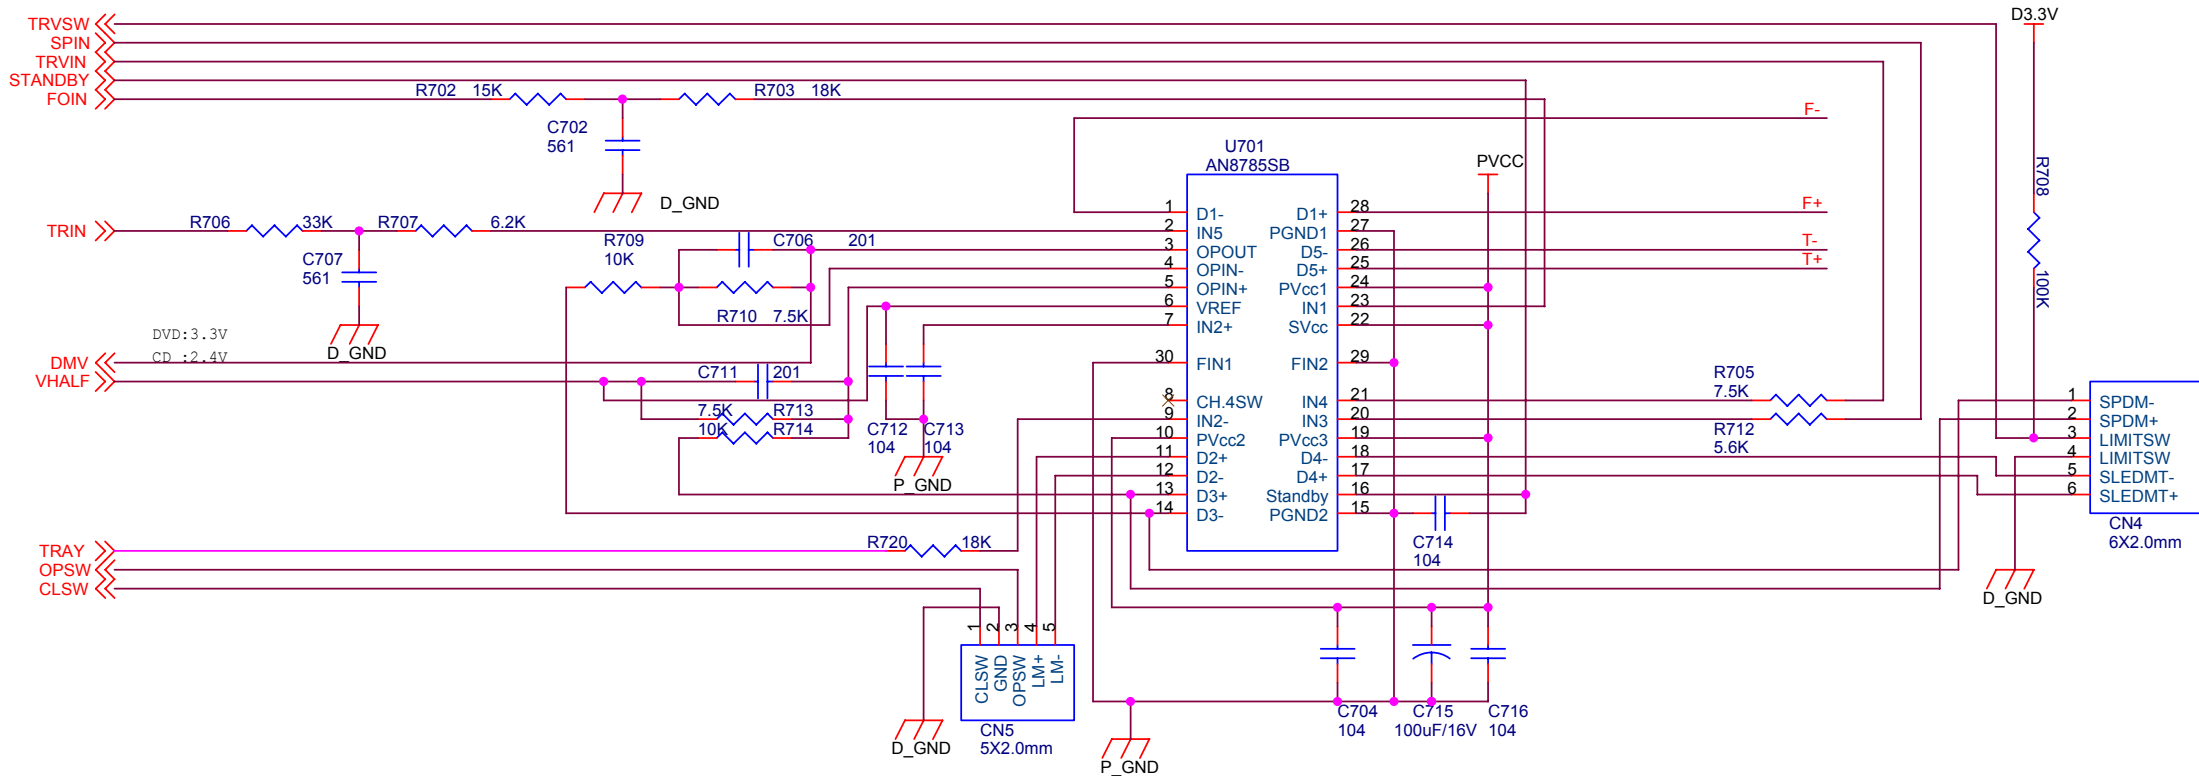 TRVSW
SPIN
TRVIN
STANDBY
FOIN
R702 15K
R703 18K
C702
561
D_GND
D3.3V
R708
100K
F-
F+
T-
T+
U701
AN8785SB
PVCC
TRIN
R706 33K
R707 6.2K
C707
561
D_GND
R709
10K
C706 201
R710 7.5K
DVD:3.3V
CD :2.4V
DMV
VHALF
C711 201
7.5K R713
10K R714
C712
104
C713
104
P_GND
1 D1-
2 IN5
3 OPOUT
4 OPIN-
5 OPIN+
6 VREF
7 IN2+
30 FIN1
8 CH.4SW
9 IN2-
10 PVcc2
11 D2+
12 D2-
13 D3+
14 D3-
D1+ 28
PGND1 27
D5- 26
D5+ 25
PVcc1 24
IN1 23
SVcc 22
FIN2 29
IN4 21
IN3 20
PVcc3 19
D4- 18
D4+ 17
Standby 16
PGND2 15
R705
7.5K
R712
5.6K
C714
104
1 SPDM-
2 SPDM+
3 LIMITSW
4 LIMITSW
5 SLEDMT-
6 SLEDMT+
CN4
6X2.0mm
D_GND
TRAY
OPSW
CLSW
R720 18K
1 CLSW
2 GND
3 OPSW
4 LM+
5 LM-
CN5
5X2.0mm
D_GND
P_GND
C704
104
C715
100uF/16V
C716
104